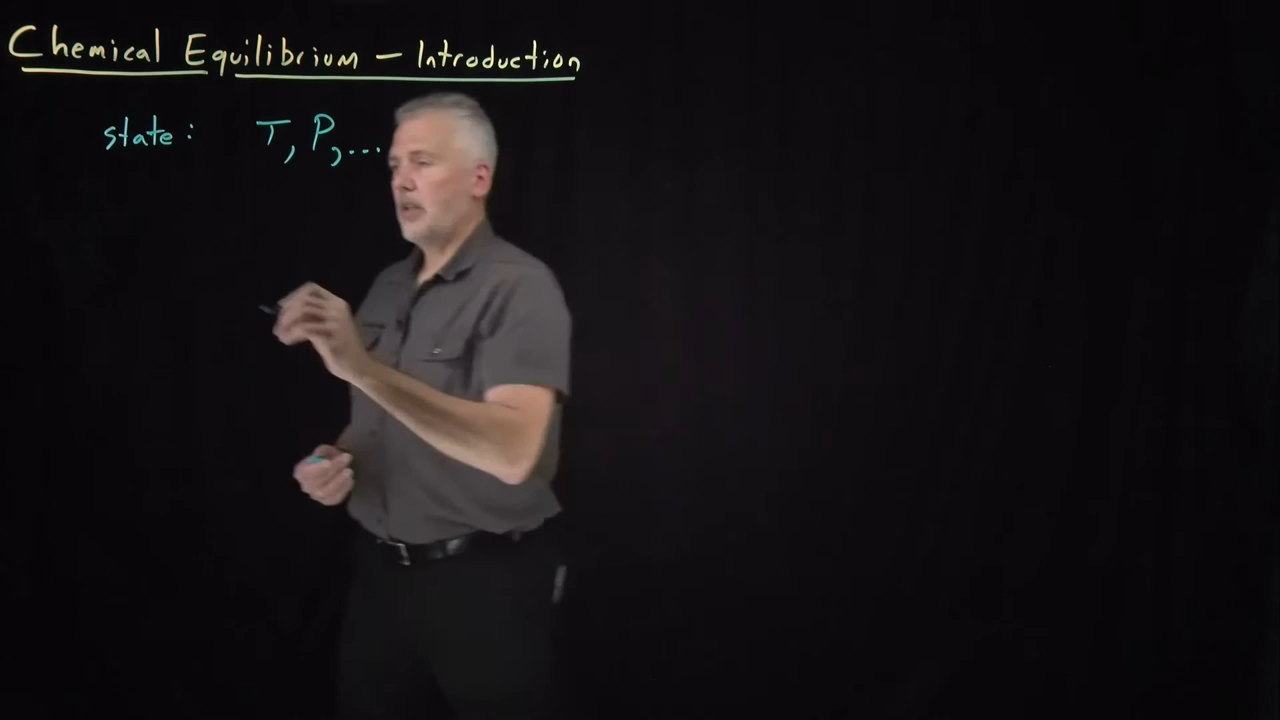 Chemical Equilibrium – Introduction
state: T, P, ...